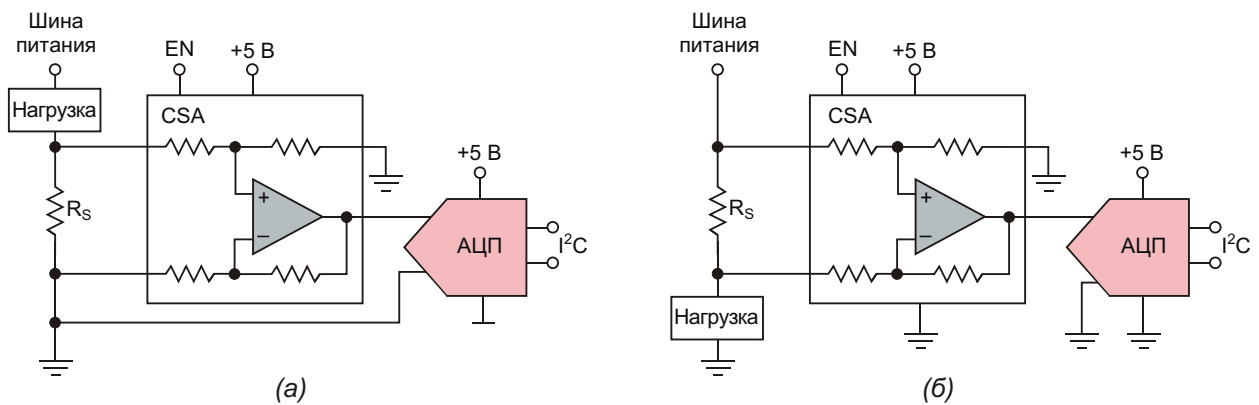 Шина
питания
EN
+5 В
Нагрузка
CSA
+5 В
R_S
+
–
АЦП
I²C
(а)
Шина
питания
EN
+5 В
CSA
+5 В
R_S
+
–
АЦП
I²C
Нагрузка
(б)